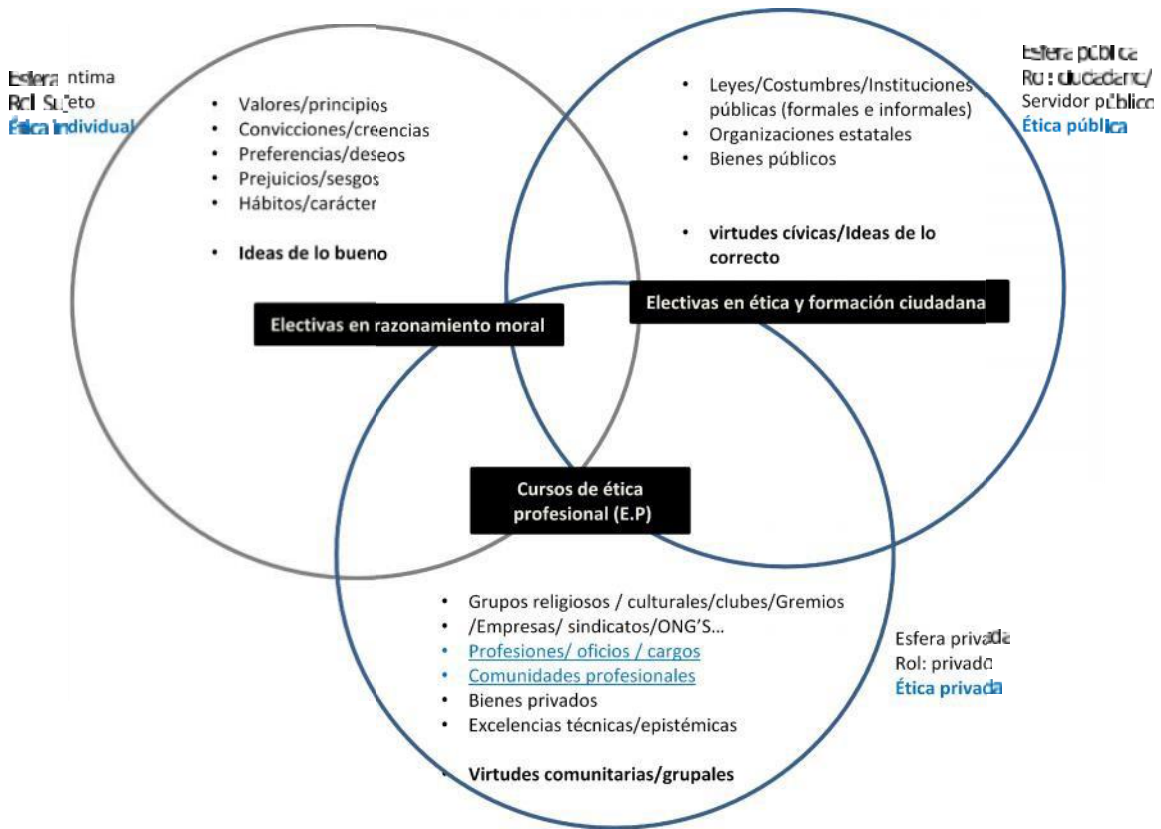 Esfera íntima
Rol: Sujeto
Ética individual
• Valores/principios
• Convicciones/creencias
• Preferencias/deseos
• Prejuicios/sesgos
• Hábitos/carácter
• Ideas de lo bueno
Esfera pública
Rol: ciudadano/
Servidor público
Ética pública
• Leyes/Costumbres/Instituciones
públicas (formales e informales)
• Organizaciones estatales
• Bienes públicos
• virtudes cívicas/Ideas de lo
correcto
Electivas en razonamiento moral
Electivas en ética y formación ciudadana
Cursos de ética
profesional (E.P)
• Grupos religiosos / culturales/clubes/Gremios
• /Empresas/ sindicatos/ONG'S...
• Profesiones/ oficios / cargos
• Comunidades profesionales
• Bienes privados
• Excelencias técnicas/epistémicas
• Virtudes comunitarias/grupales
Esfera privada
Rol: privado
Ética privada